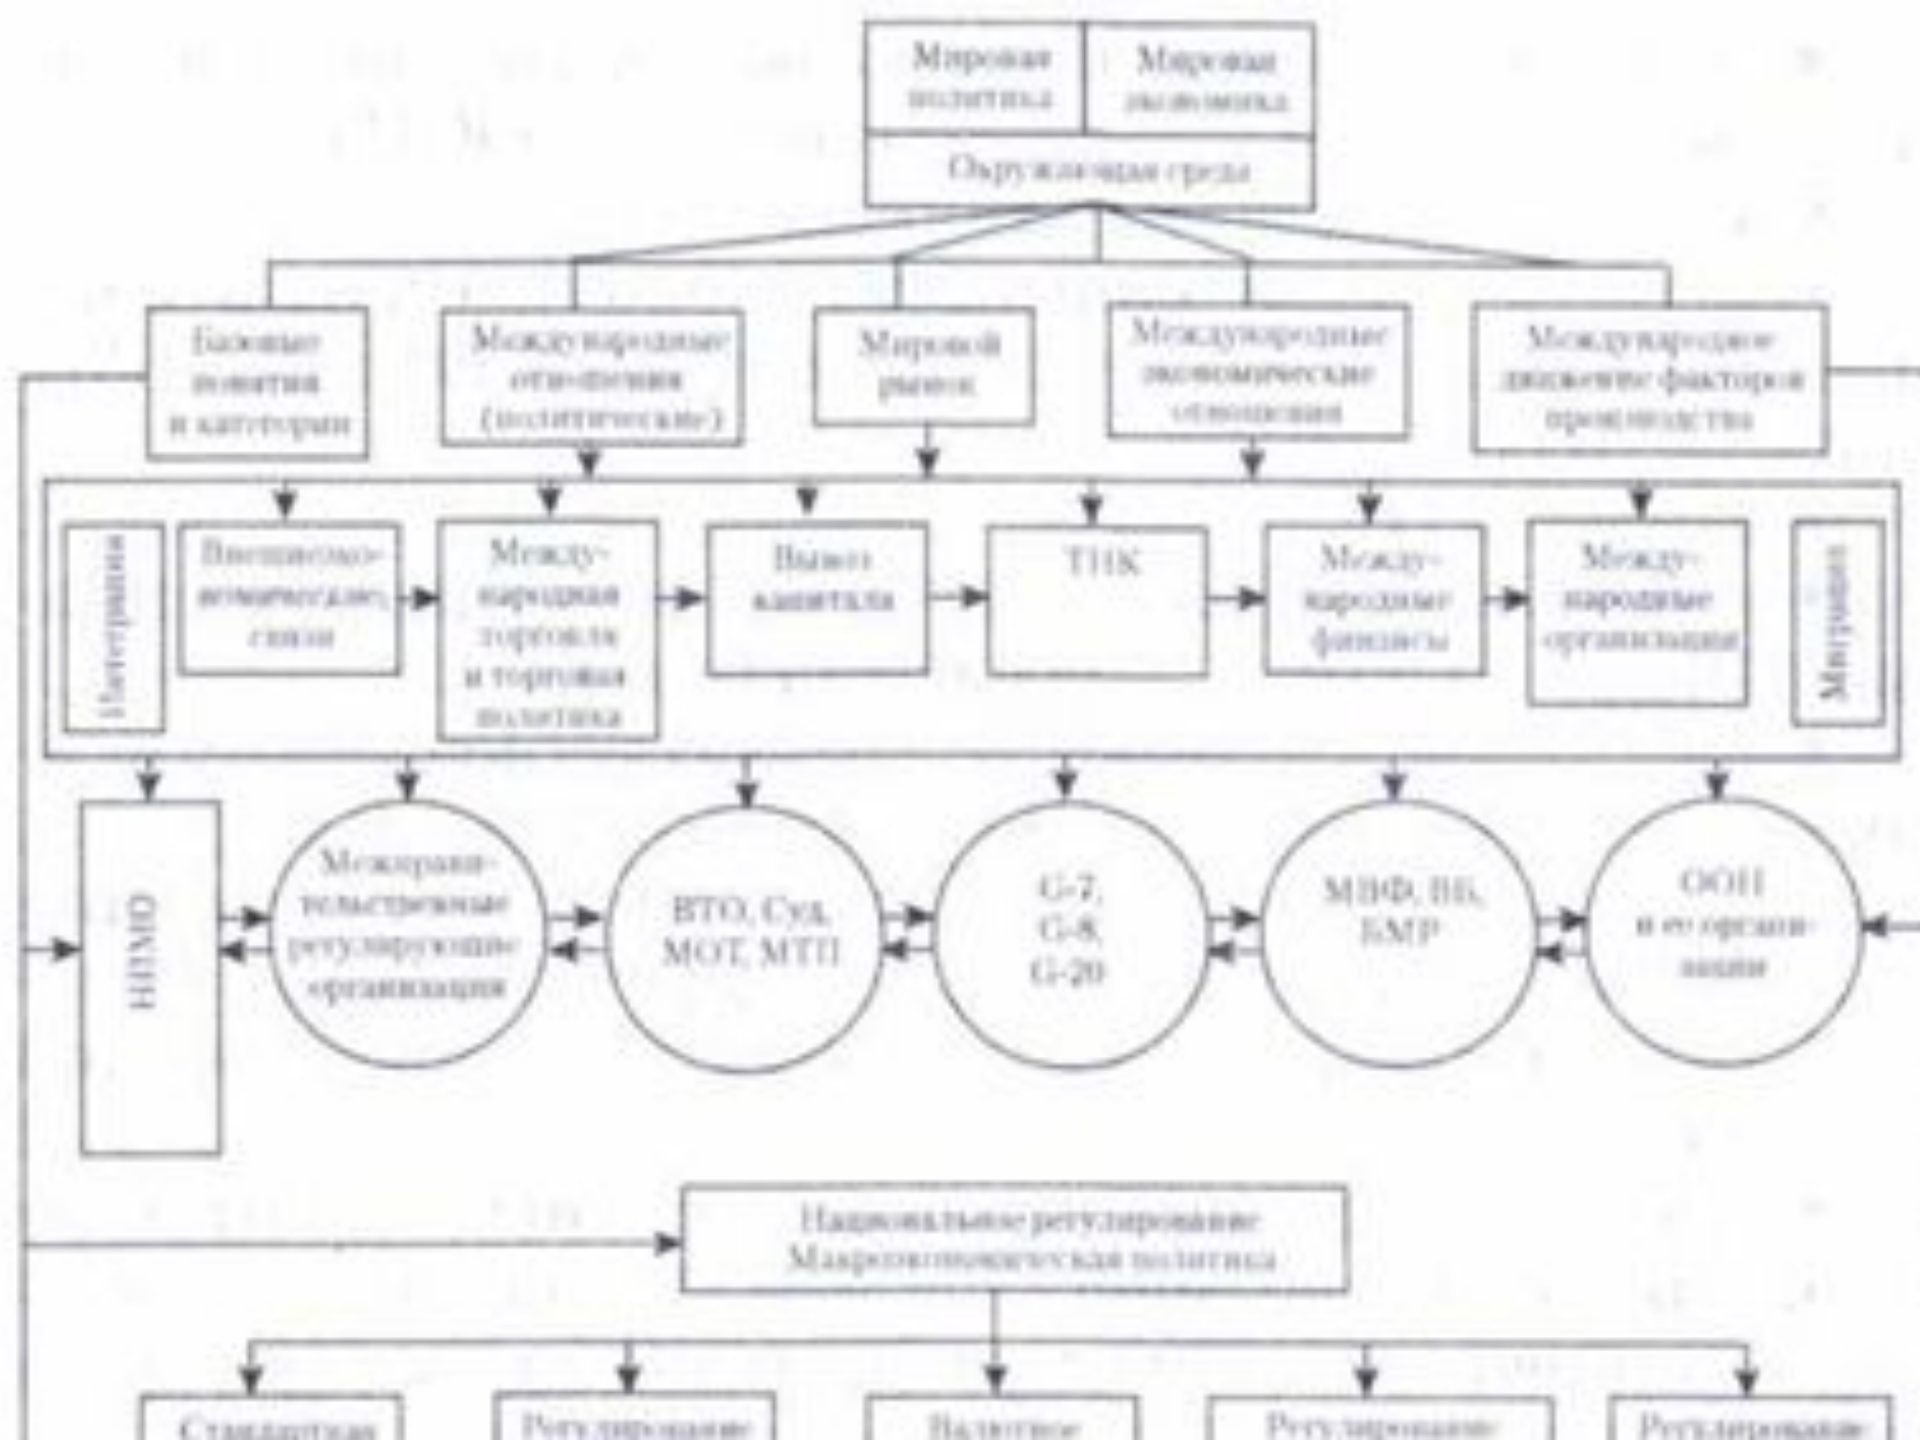 Мировая
политика
Мировая
экономика
Окружающая среда
Базовые
понятия
и категории
Международные
отношения
(политические)
Мировой
рынок
Международные
экономические
отношения
Международное
движение факторов
производства
Интеграция
Внешнеэко-
номические
связи
Между-
народная
торговля
и торговая
политика
Вывоз
капитала
ТНК
Между-
народные
финансы
Между-
народные
организации
Миграция
Межправи-
тельственные
регулирующие
организации
ВТО, Суд,
МОТ, МТП
G-7,
G-8,
G-20
МВФ, ВБ,
БМР
ООН
и ее органи-
зации
Национальное регулирование
Макроэкономическая политика
Стандартная
Регулирование
Валютное
Регулирование
Регулирование